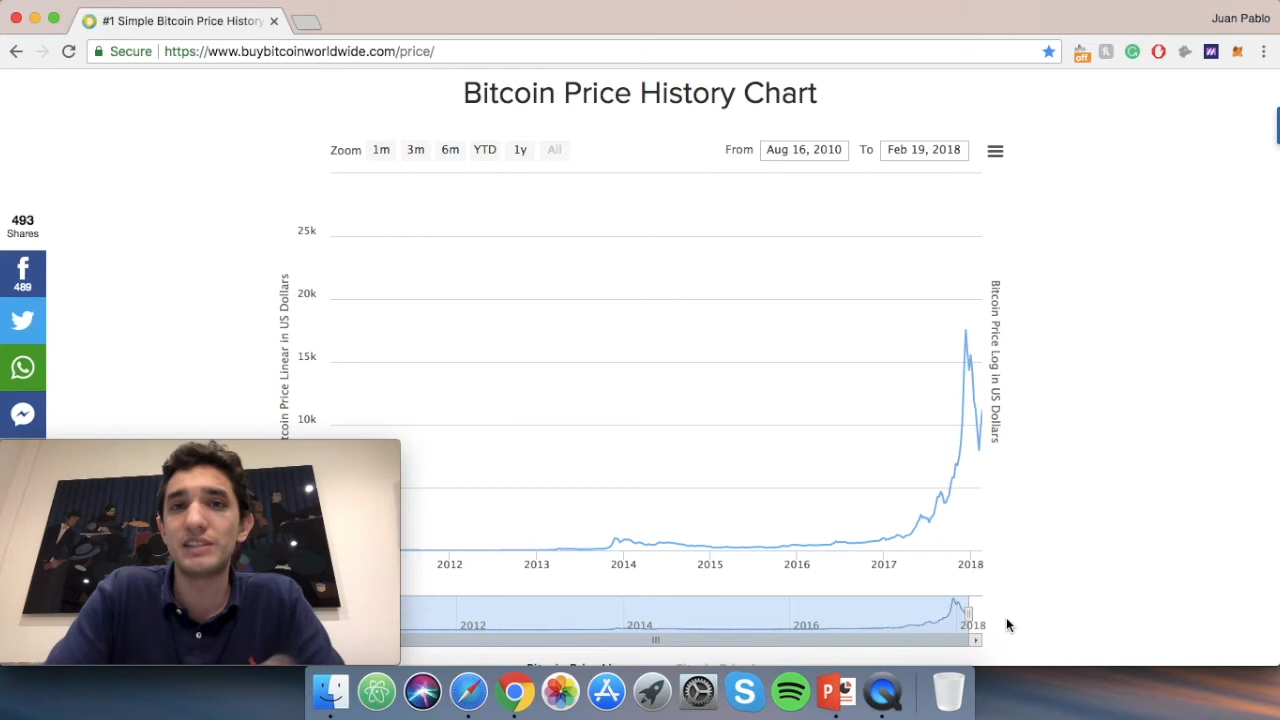 #1 Simple Bitcoin Price History
Juan Pablo
Secure
https://www.buybitcoinworldwide.com/price/
off
Bitcoin Price History Chart
Zoom 1m 3m 6m YTD 1y All
From Aug 16, 2010 To Feb 19, 2018
493
Shares
489
25k
20k
15k
10k
tcoin Price Linear in US Dollars
Bitcoin Price Log in US Dollars
2012 2013 2014 2015 2016 2017 2018
2012 2014 2016 2018